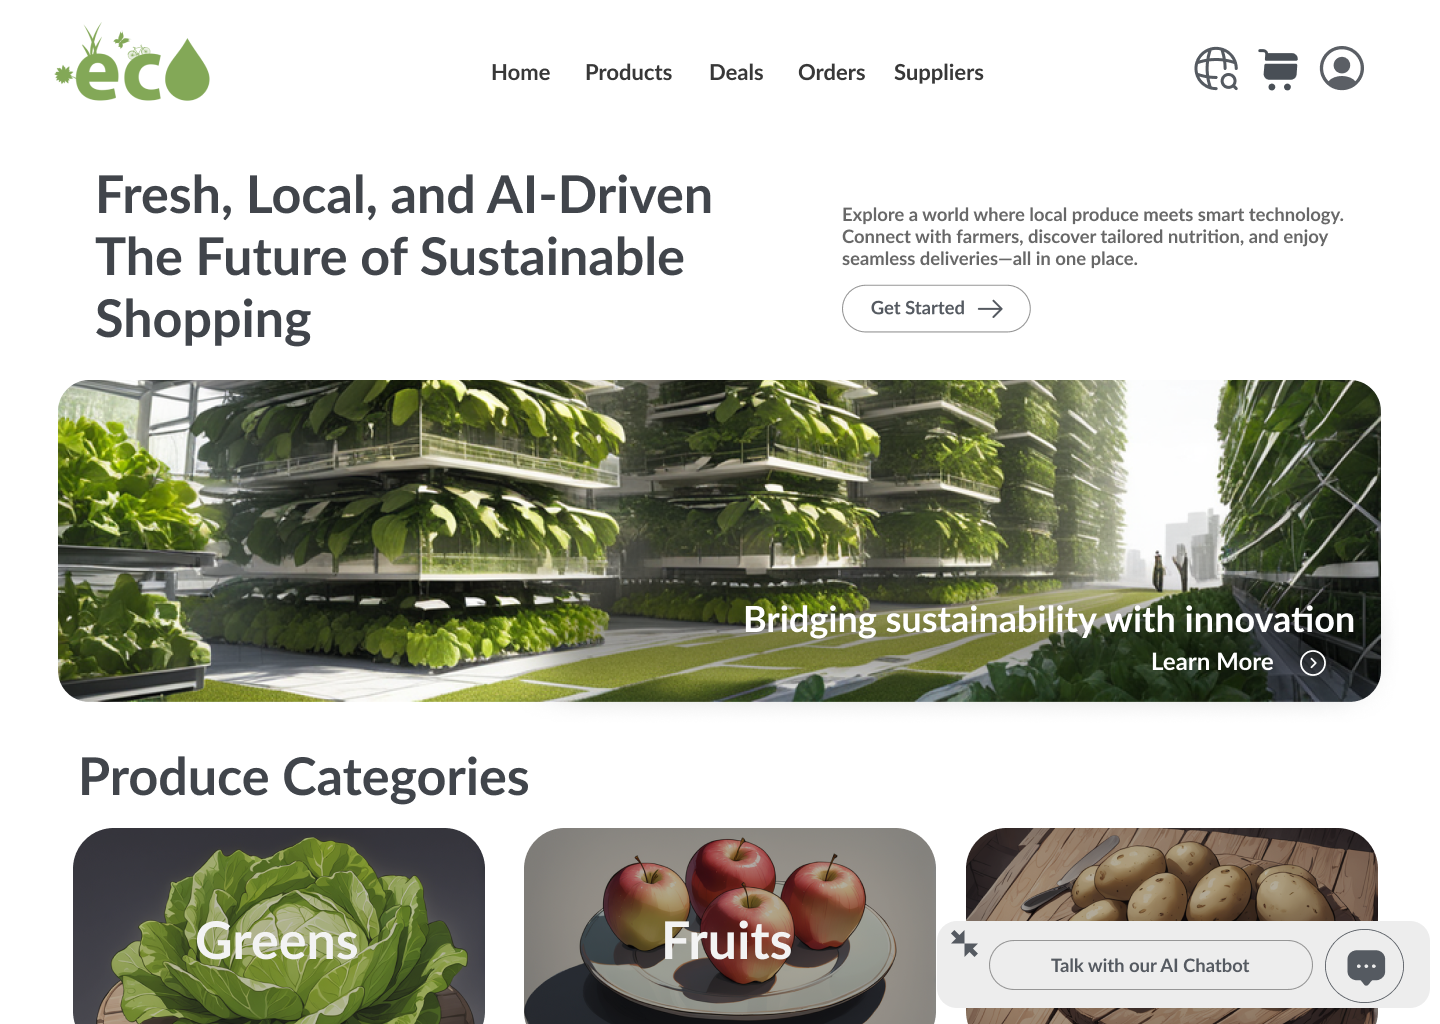 eco
Home Products Deals Orders Suppliers
Fresh, Local, and AI-Driven
The Future of Sustainable
Shopping
Explore a world where local produce meets smart technology.
Connect with farmers, discover tailored nutrition, and enjoy
seamless deliveries—all in one place.
Get Started
Bridging sustainability with innovation
Learn More
Produce Categories
Greens
Fruits
Talk with our AI Chatbot